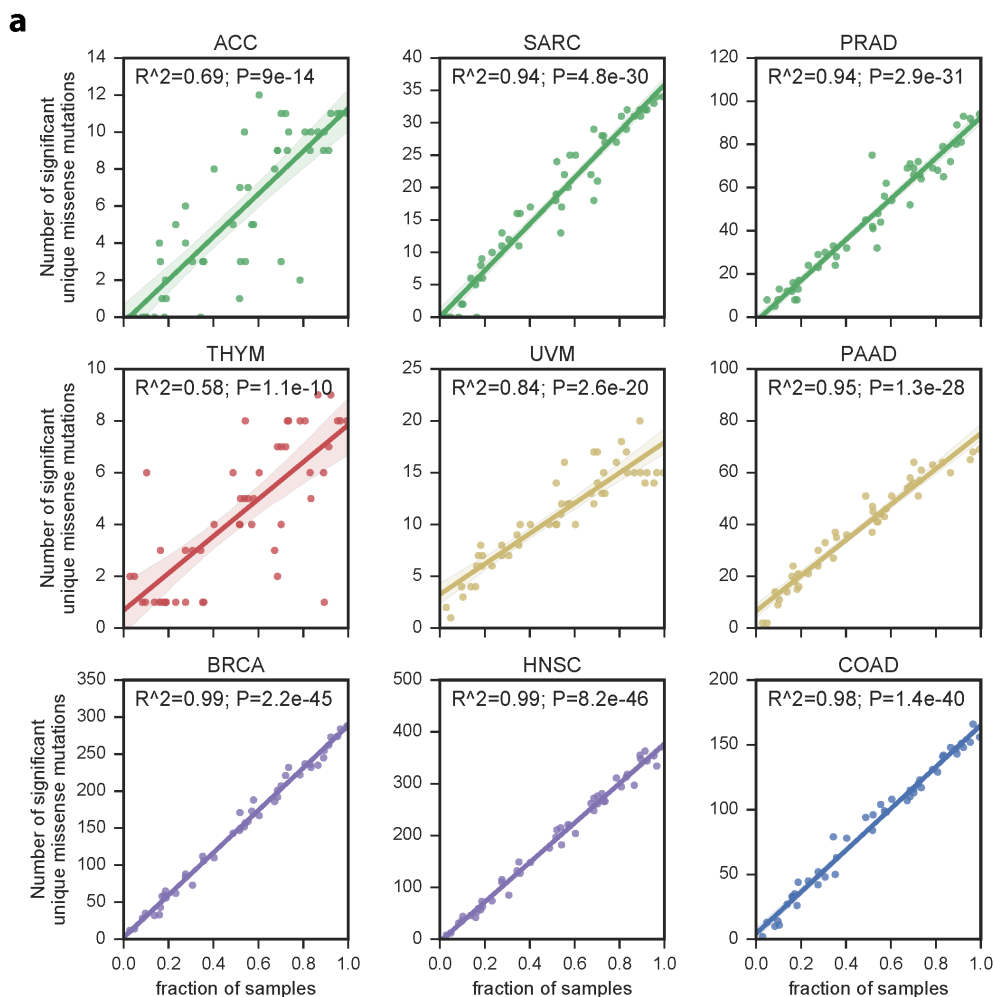 a
ACC
SARC
PRAD
R^2=0.69; P=9e-14
R^2=0.94; P=4.8e-30
R^2=0.94; P=2.9e-31
Number of significant
unique missense mutations
14
12
10
8
6
4
2
0
40
35
30
25
20
15
10
5
0
120
100
80
60
40
20
0
THYM
UVM
PAAD
R^2=0.58; P=1.1e-10
R^2=0.84; P=2.6e-20
R^2=0.95; P=1.3e-28
Number of significant
unique missense mutations
10
8
6
4
2
0
25
20
15
10
5
0
100
80
60
40
20
0
BRCA
HNSC
COAD
R^2=0.99; P=2.2e-45
R^2=0.99; P=8.2e-46
R^2=0.98; P=1.4e-40
Number of significant
unique missense mutations
350
300
250
200
150
100
50
0
500
400
300
200
100
0
200
150
100
50
0
0.0 0.2 0.4 0.6 0.8 1.0
0.0 0.2 0.4 0.6 0.8 1.0
0.0 0.2 0.4 0.6 0.8 1.0
fraction of samples
fraction of samples
fraction of samples